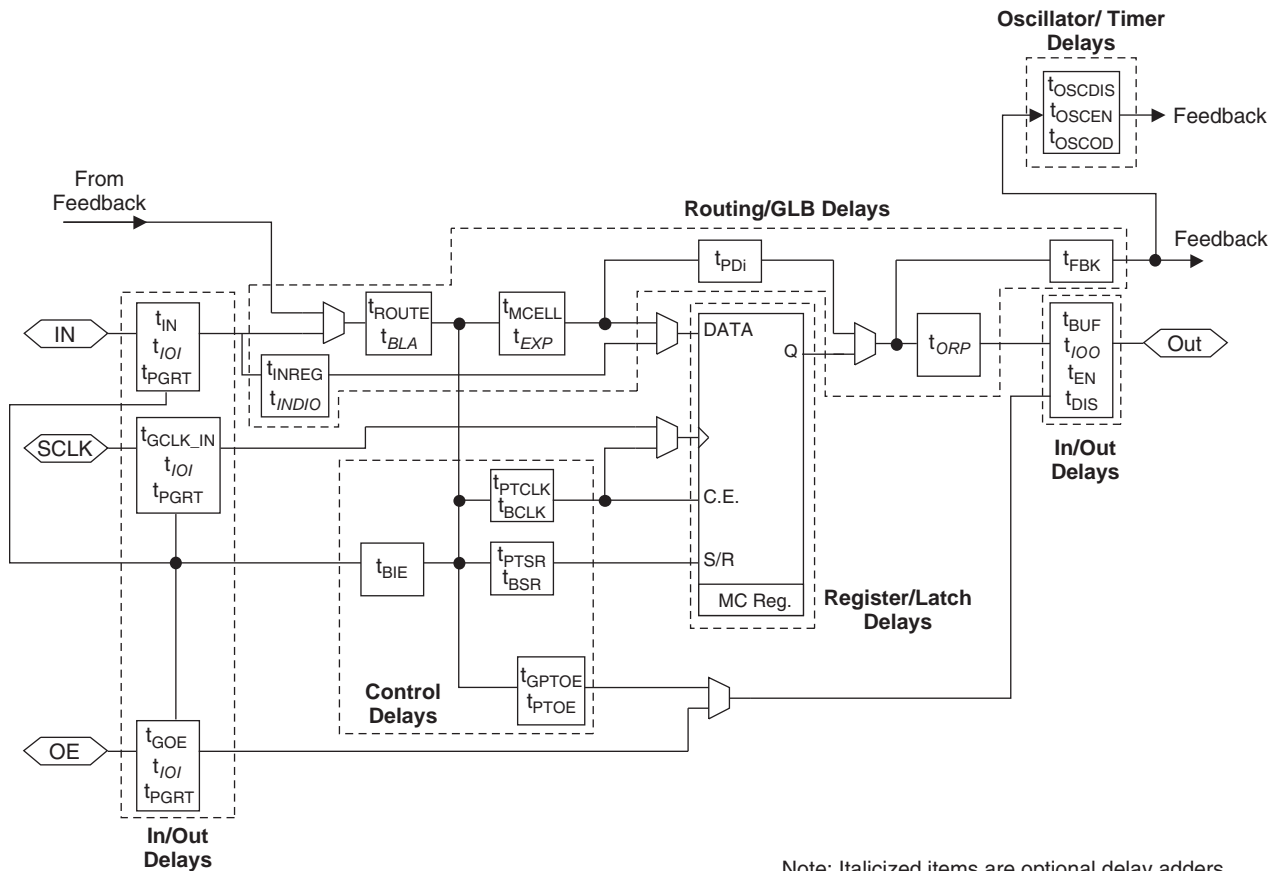 Oscillator/ Timer
Delays
tOSCDIS
tOSCEN
tOSCOD
Feedback
From
Feedback
Routing/GLB Delays
Feedback
tPDi
tFBK
IN
tIN
tIOI
tPGRT
tROUTE
tBLA
tMCELL
tEXP
DATA
Q
tORP
tBUF
tIOO
tEN
tDIS
Out
tINREG
tINDIO
SCLK
tGCLK_IN
tIOI
tPGRT
In/Out
Delays
tPTCLK
tBCLK
C.E.
tBIE
tPTSR
tBSR
S/R
MC Reg.
Register/Latch
Delays
Control
Delays
tGPTOE
tPTOE
OE
tGOE
tIOI
tPGRT
In/Out
Delays
Note: Italicized items are optional delay adders